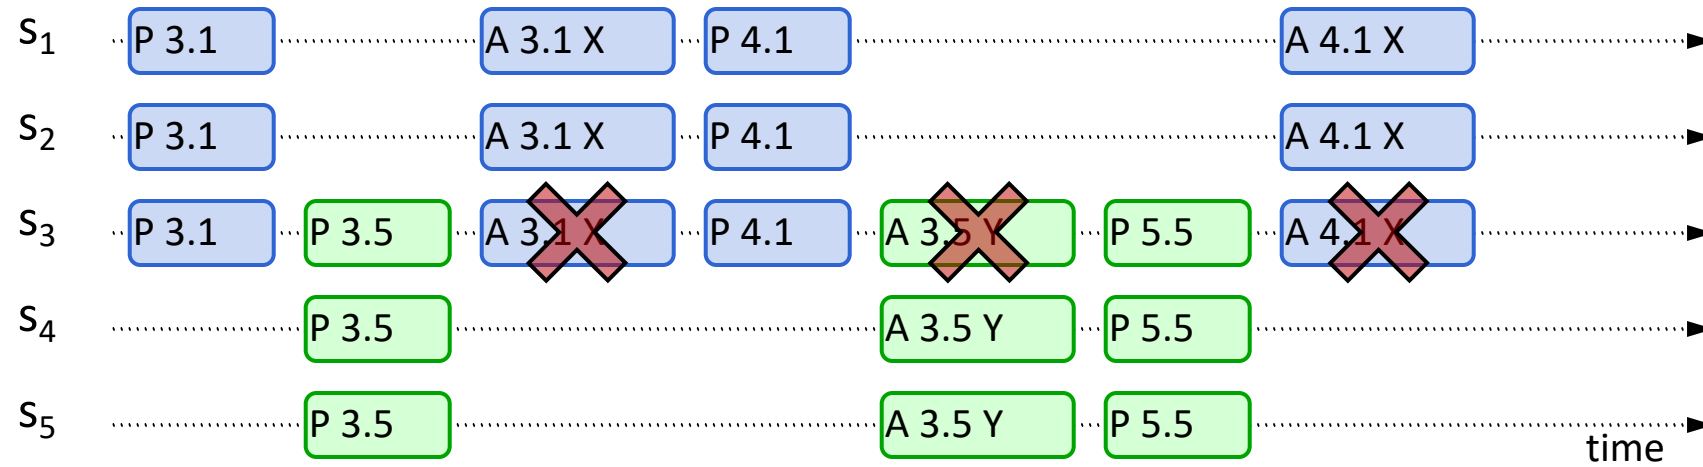 s1 P 3.1 A 3.1 X P 4.1 A 4.1 X
s2 P 3.1 A 3.1 X P 4.1 A 4.1 X
s3 P 3.1 P 3.5 A 3.1 X P 4.1 A 3.5 Y P 5.5 A 4.1 X
s4 P 3.5 A 3.5 Y P 5.5
s5 P 3.5 A 3.5 Y P 5.5
time